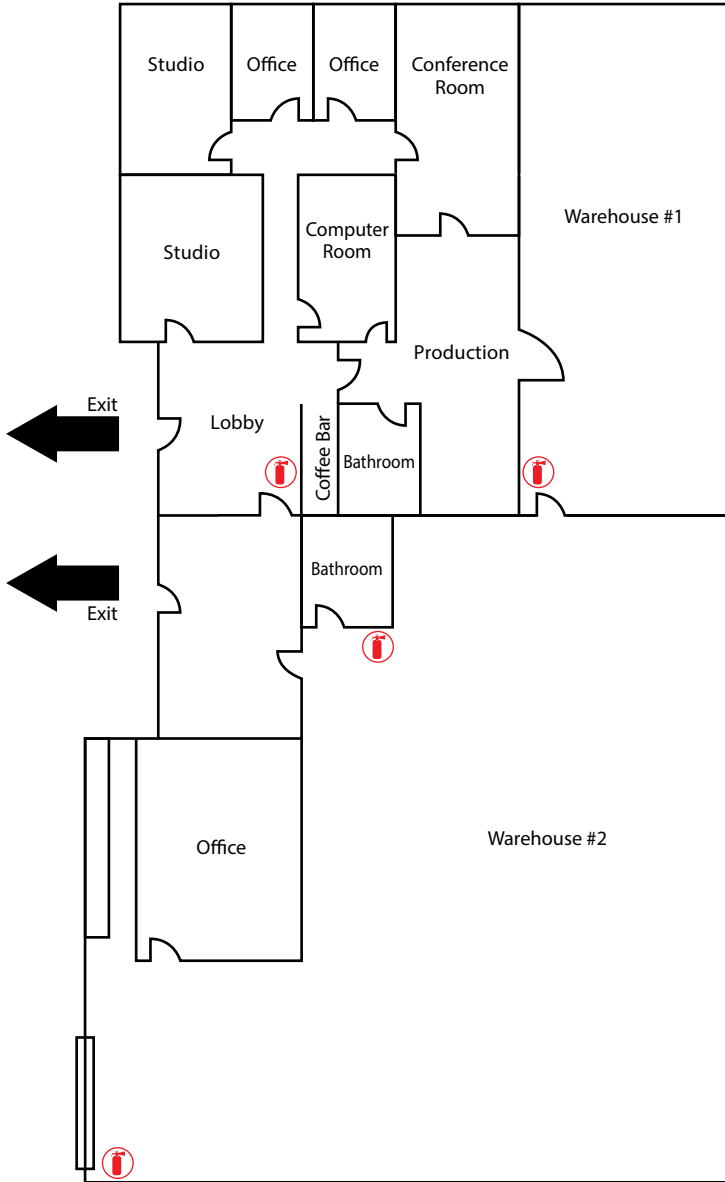 Studio
Office
Office
Conference
Room
Warehouse #1
Studio
Computer
Room
Production
Exit
Lobby
Coffee Bar
Bathroom
Bathroom
Exit
Warehouse #2
Office